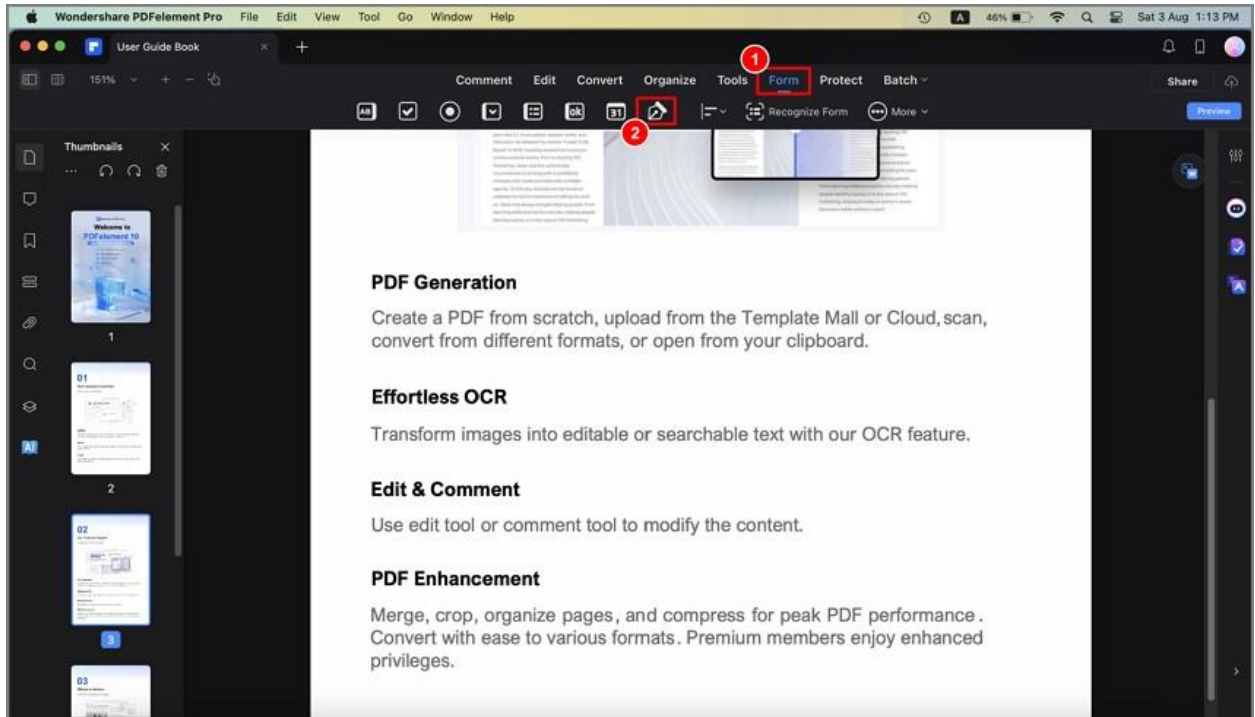 Wondershare PDFelement Pro File Edit View Tool Go Window Help A 46% Sat 3 Aug 1:13 PM
User Guide Book × +
151% + − Comment Edit Convert Organize Tools Form Protect Batch Share
1
AB ok 31 Recognize Form More Preview
2
Thumbnails ×
Welcome to
PDFelement 10
1
01
2
02
3
03
AI
PDF Generation
Create a PDF from scratch, upload from the Template Mall or Cloud, scan,
convert from different formats, or open from your clipboard.
Effortless OCR
Transform images into editable or searchable text with our OCR feature.
Edit & Comment
Use edit tool or comment tool to modify the content.
PDF Enhancement
Merge, crop, organize pages, and compress for peak PDF performance.
Convert with ease to various formats. Premium members enjoy enhanced
privileges.